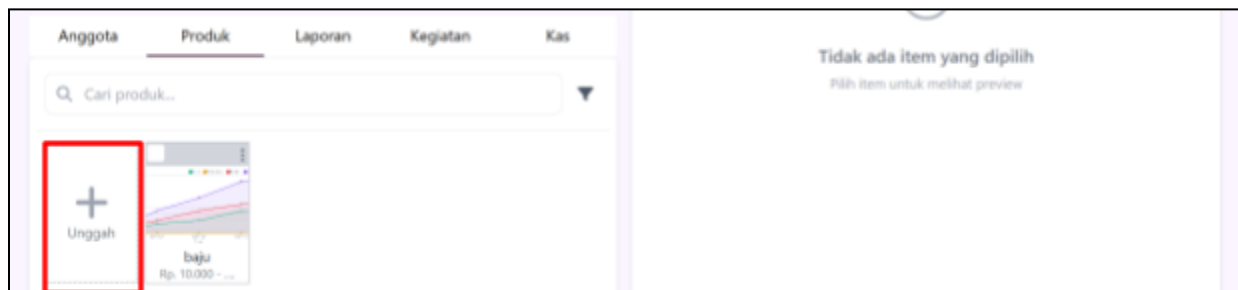 Anggota Produk Laporan Kegiatan Kas
Cari produk...
Unggah
baju
Rp. 10.000 - ...
Tidak ada item yang dipilih
Pilih item untuk melihat preview